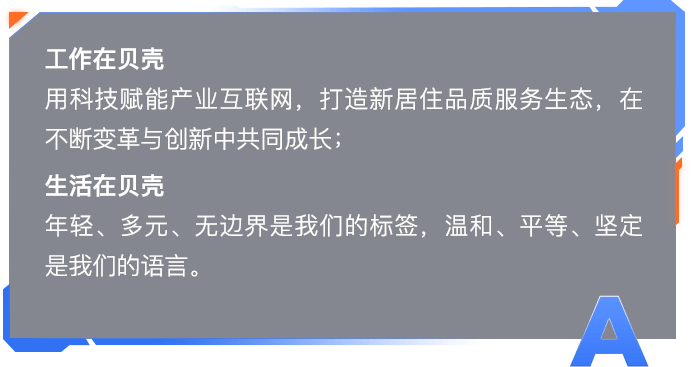 工作在贝壳
用科技赋能产业互联网，打造新居住品质服务生态，在
不断变革与创新中共同成长；
生活在贝壳
年轻、多元、无边界是我们的标签，温和、平等、坚定
是我们的语言。
A